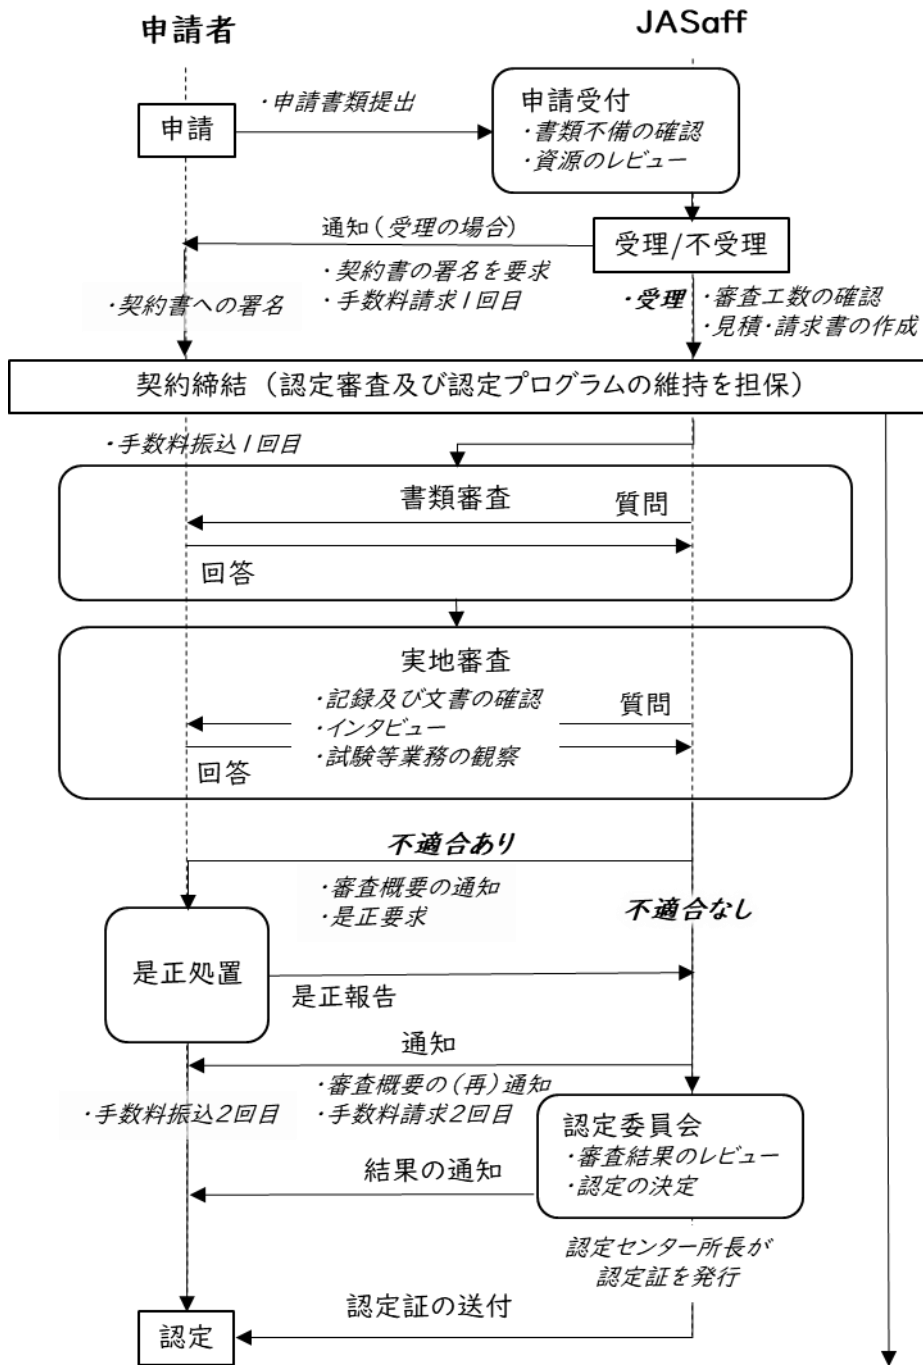 申請者
JASaff
申請
・申請書類提出
申請受付
・書類不備の確認
・資源のレビュー
通知(受理の場合)
受理/不受理
・契約書の署名を要求
・手数料請求1回目
・契約書への署名
・受理
・審査工数の確認
・見積・請求書の作成
契約締結 (認定審査及び認定プログラムの維持を担保)
・手数料振込1回目
書類審査
質問
回答
実地審査
・記録及び文書の確認
・インタビュー
・試験等業務の観察
質問
回答
不適合あり
・審査概要の通知
・是正要求
不適合なし
是正処置
是正報告
通知
・審査概要の(再)通知
・手数料請求2回目
・手数料振込2回目
認定委員会
・審査結果のレビュー
・認定の決定
結果の通知
認定センター所長が
認定証を発行
認定証の送付
認定